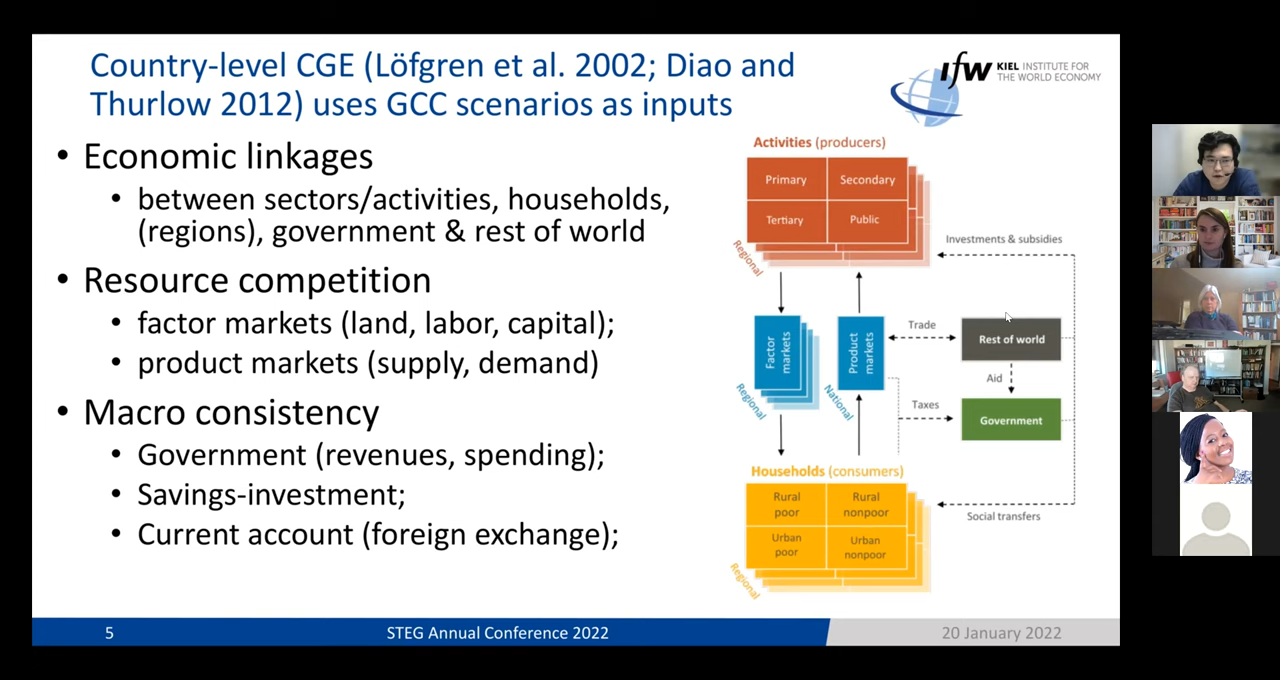 Country-level CGE (Löfgren et al. 2002; Diao and
Thurlow 2012) uses GCC scenarios as inputs
ifw KIEL INSTITUTE FOR
THE WORLD ECONOMY
• Economic linkages
• between sectors/activities, households,
(regions), government & rest of world
• Resource competition
• factor markets (land, labor, capital);
• product markets (supply, demand)
• Macro consistency
• Government (revenues, spending);
• Savings-investment;
• Current account (foreign exchange);
Activities (producers)
Primary
Secondary
Tertiary
Public
Regional
Investments & subsidies
Factor
markets
Regional
Product
markets
National
Trade
Rest of world
Aid
Taxes
Government
Households (consumers)
Rural
poor
Rural
nonpoor
Urban
poor
Urban
nonpoor
Regional
Social transfers
5
STEG Annual Conference 2022
20 January 2022